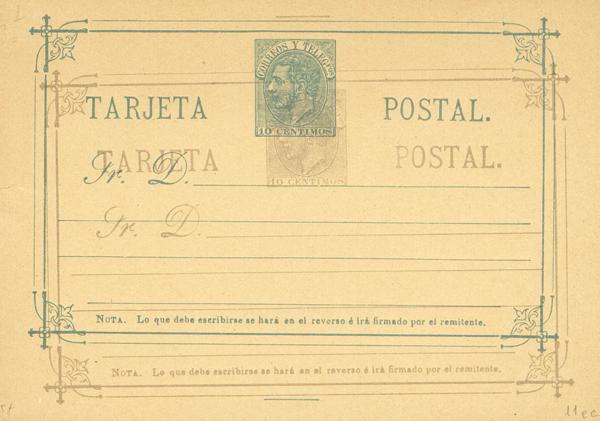 CORREOS Y TELEGFOS
10 CENTIMOS
TARJETA POSTAL.
TARJETA POSTAL.
10 CENTIMOS
Sr. D.
Sr. D.
NOTA. Lo que debe escribirse se hará en el reverso é irá firmado por el remitente.
NOTA. Lo que debe escribirse se hará en el reverso é irá firmado por el remitente.
11ec